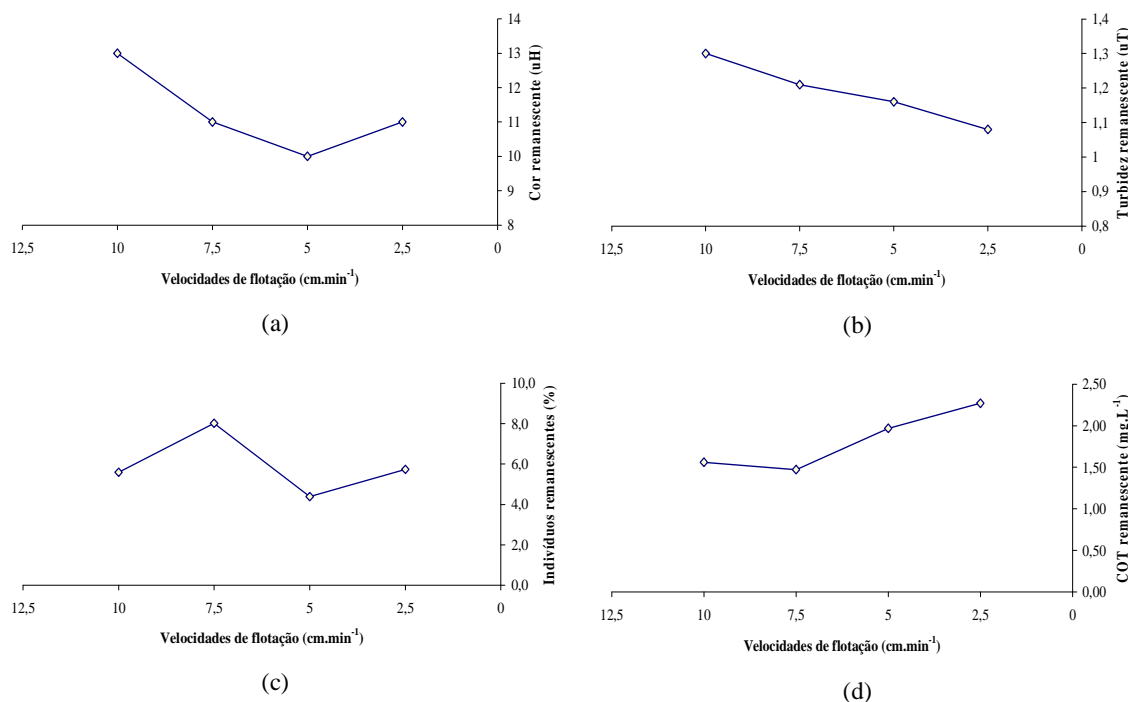 14
13
12
11
10
9
8
Cor remanescente (uH)
12,5 10 7,5 5 2,5 0
Velocidades de flotação (cm.min-1)
(a)
1,4
1,3
1,2
1,1
1
0,9
0,8
Turbidez remanescente (uT)
12,5 10 7,5 5 2,5 0
Velocidades de flotação (cm.min-1)
(b)
10,0
8,0
6,0
4,0
2,0
0,0
Indivíduos remanescentes (%)
12,5 10 7,5 5 2,5 0
Velocidades de flotação (cm.min-1)
(c)
2,50
2,00
1,50
1,00
0,50
0,00
COT remanescente (mg.L-1)
12,5 10 7,5 5 2,5 0
Velocidades de flotação (cm.min-1)
(d)